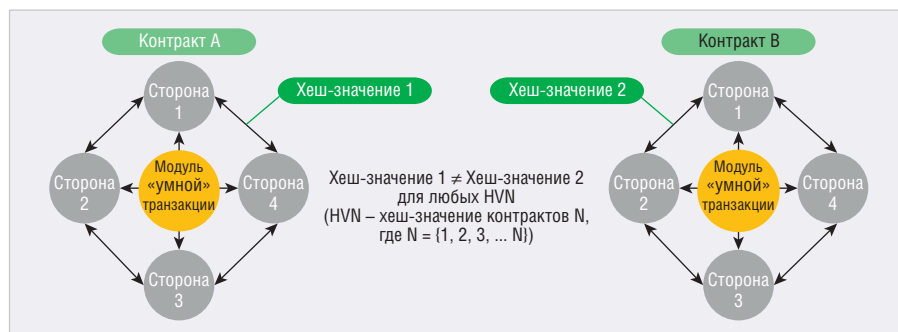 Контракт A
Сторона
1
Хеш-значение 1
Сторона
2
Модуль
«умной»
транзакции
Сторона
4
Сторона
3
Хеш-значение 1 ≠ Хеш-значение 2
для любых HVN
(HVN – хеш-значение контрактов N,
где N = {1, 2, 3, ... N})
Контракт B
Хеш-значение 2
Сторона
1
Сторона
2
Модуль
«умной»
транзакции
Сторона
4
Сторона
3